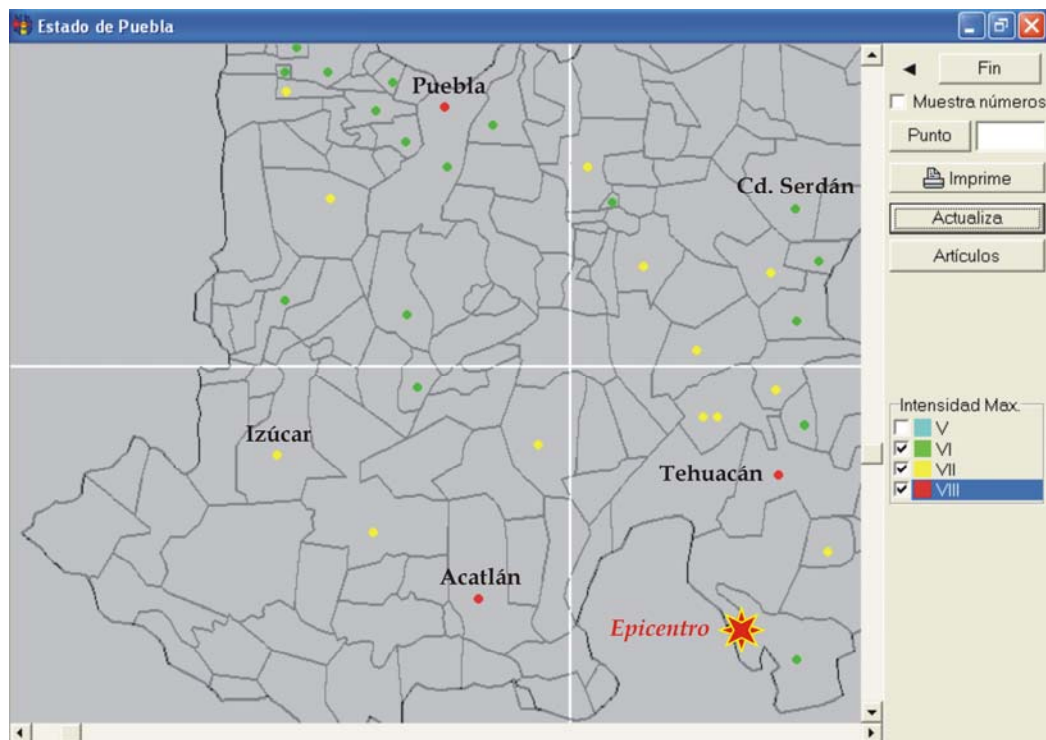 Estado de Puebla
Puebla
Cd. Serdán
Izúcar
Tehuacán
Acatlán
Epicentro
Fin
Muestra números
Punto
Imprime
Actualiza
Artículos
Intensidad Max.
V
VI
VII
VIII